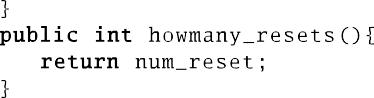 }
public int howmany_resets(){
    return num_reset;
}